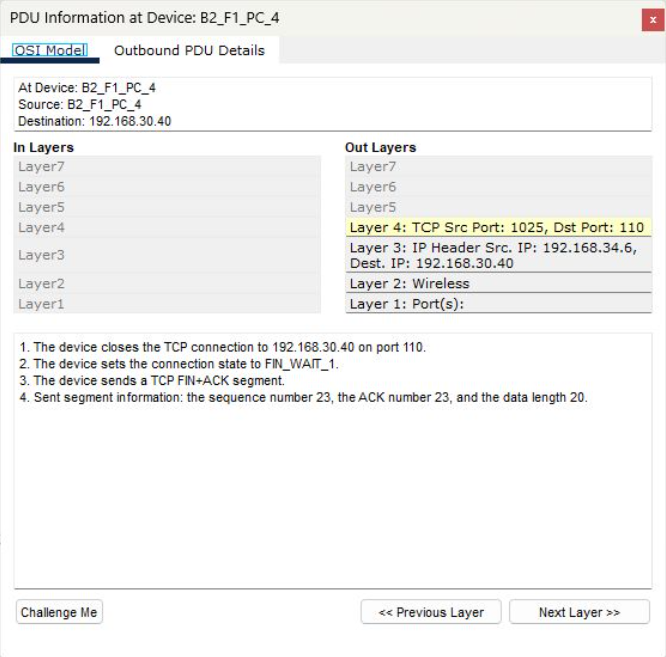 PDU Information at Device: B2_F1_PC_4
x
OSI Model
Outbound PDU Details
At Device: B2_F1_PC_4
Source: B2_F1_PC_4
Destination: 192.168.30.40
In Layers
Layer7
Layer6
Layer5
Layer4
Layer3
Layer2
Layer1
Out Layers
Layer7
Layer6
Layer5
Layer 4: TCP Src Port: 1025, Dst Port: 110
Layer 3: IP Header Src. IP: 192.168.34.6,
Dest. IP: 192.168.30.40
Layer 2: Wireless
Layer 1: Port(s):
1. The device closes the TCP connection to 192.168.30.40 on port 110.
2. The device sets the connection state to FIN_WAIT_1.
3. The device sends a TCP FIN+ACK segment.
4. Sent segment information: the sequence number 23, the ACK number 23, and the data length 20.
Challenge Me
<< Previous Layer
Next Layer >>